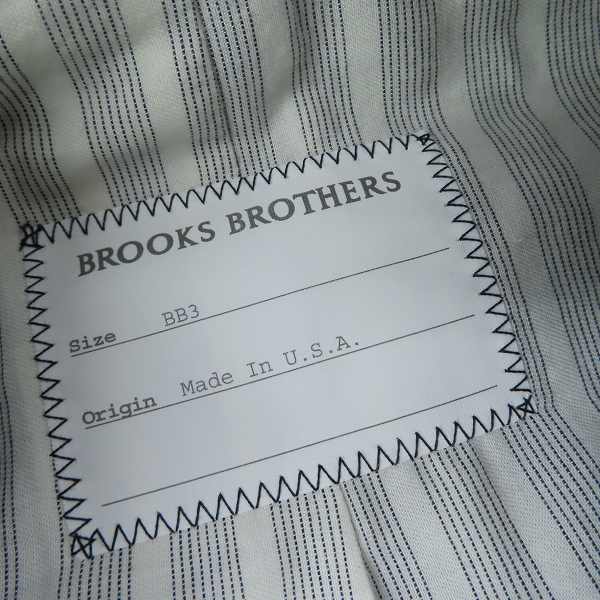 BROOKS BROTHERS
Size BB3
Origin Made In U.S.A.